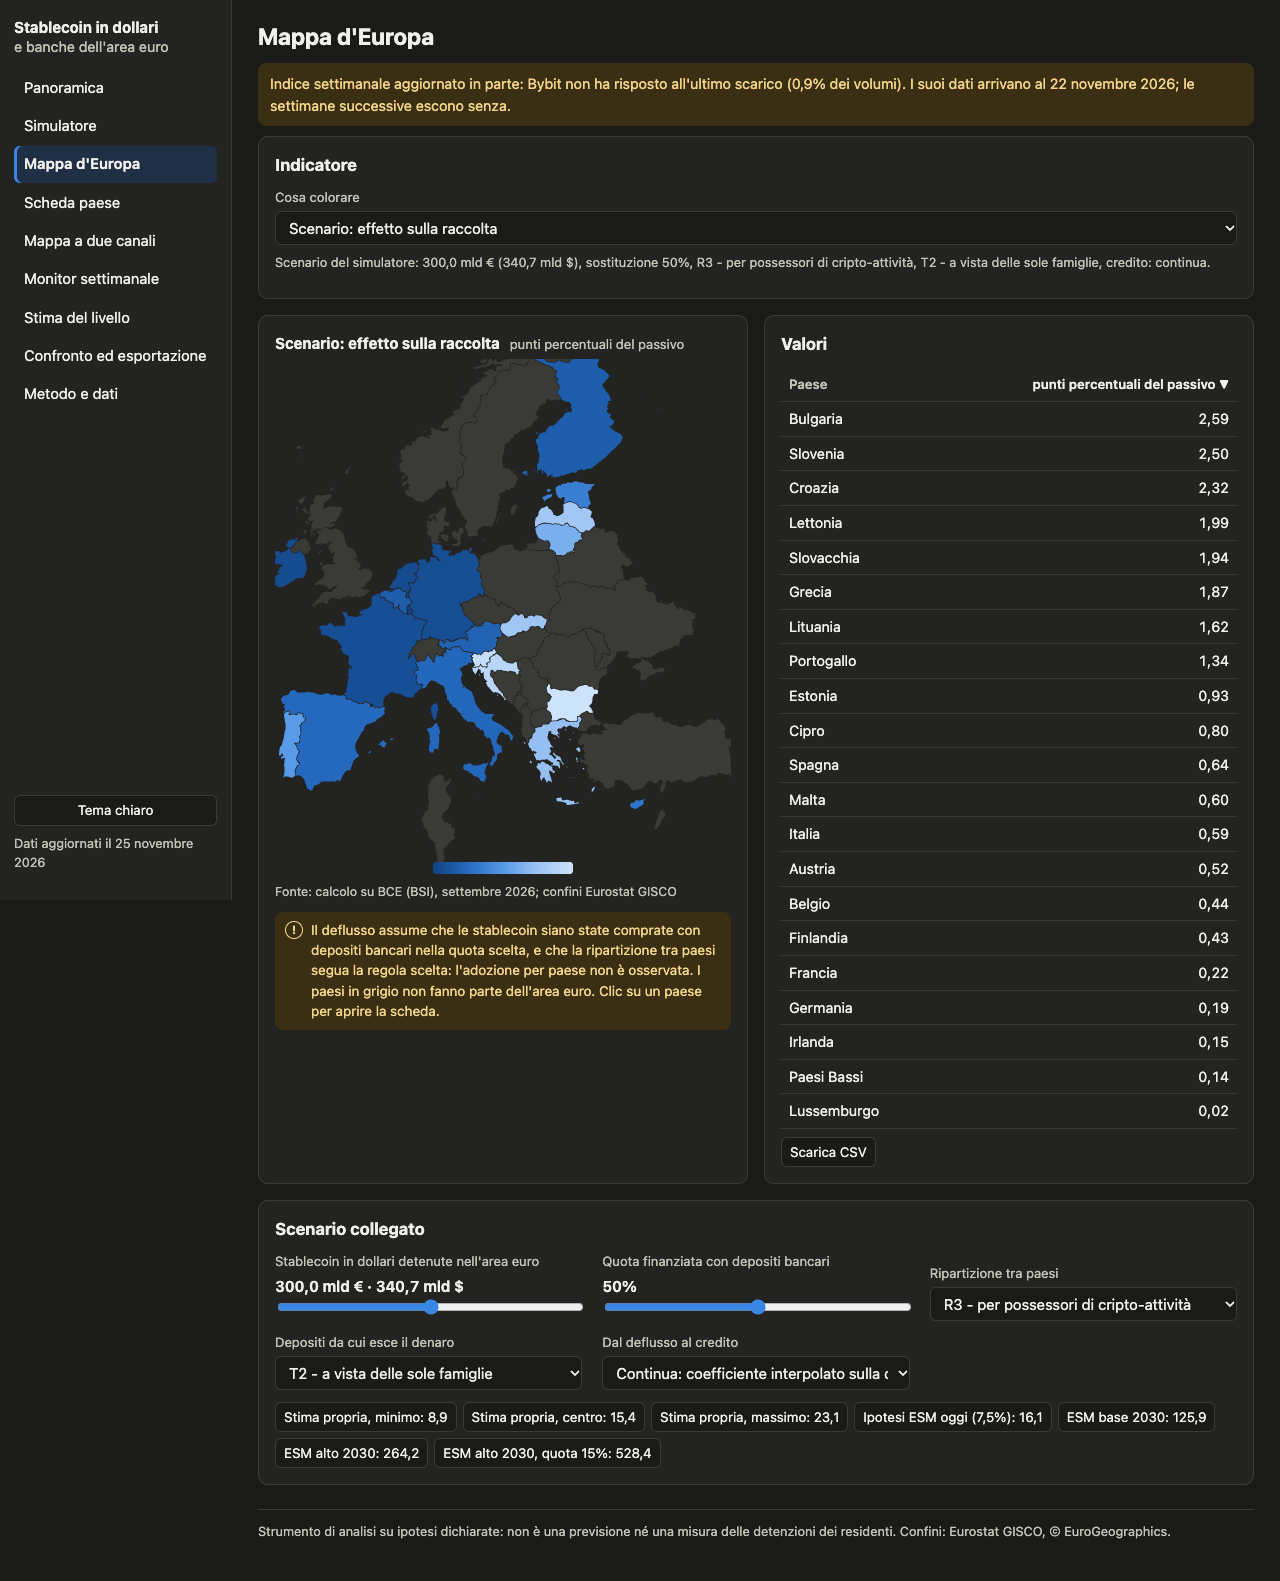 Stablecoin in dollari
e banche dell'area euro
Panoramica
Simulatore
Mappa d'Europa
Scheda paese
Mappa a due canali
Monitor settimanale
Stima del livello
Confronto ed esportazione
Metodo e dati
Tema chiaro
Dati aggiornati il 25 novembre
2026
Mappa d'Europa
Indice settimanale aggiornato in parte: Bybit non ha risposto all'ultimo scarico (0,9% dei volumi). I suoi dati arrivano al 22 novembre 2026; le
settimane successive escono senza.
Indicatore
Cosa colorare
Scenario: effetto sulla raccolta
Scenario del simulatore: 300,0 mld € (340,7 mld $), sostituzione 50%, R3 - per possessori di cripto-attività, T2 - a vista delle sole famiglie, credito: continua.
Scenario: effetto sulla raccolta punti percentuali del passivo
Fonte: calcolo su BCE (BSI), settembre 2026; confini Eurostat GISCO
Il deflusso assume che le stablecoin siano state comprate con
depositi bancari nella quota scelta, e che la ripartizione tra paesi
segua la regola scelta: l'adozione per paese non è osservata. I
paesi in grigio non fanno parte dell'area euro. Clic su un paese
per aprire la scheda.
Valori
Paese punti percentuali del passivo ▼
Bulgaria 2,59
Slovenia 2,50
Croazia 2,32
Lettonia 1,99
Slovacchia 1,94
Grecia 1,87
Lituania 1,62
Portogallo 1,34
Estonia 0,93
Cipro 0,80
Spagna 0,64
Malta 0,60
Italia 0,59
Austria 0,52
Belgio 0,44
Finlandia 0,43
Francia 0,22
Germania 0,19
Irlanda 0,15
Paesi Bassi 0,14
Lussemburgo 0,02
Scarica CSV
Scenario collegato
Stablecoin in dollari detenute nell'area euro
300,0 mld € · 340,7 mld $
Quota finanziata con depositi bancari
50%
Ripartizione tra paesi
R3 - per possessori di cripto-attività
Depositi da cui esce il denaro
T2 - a vista delle sole famiglie
Dal deflusso al credito
Continua: coefficiente interpolato sulla c
Stima propria, minimo: 8,9 Stima propria, centro: 15,4 Stima propria, massimo: 23,1 Ipotesi ESM oggi (7,5%): 16,1 ESM base 2030: 125,9
ESM alto 2030: 264,2 ESM alto 2030, quota 15%: 528,4
Strumento di analisi su ipotesi dichiarate: non è una previsione né una misura delle detenzioni dei residenti. Confini: Eurostat GISCO, © EuroGeographics.